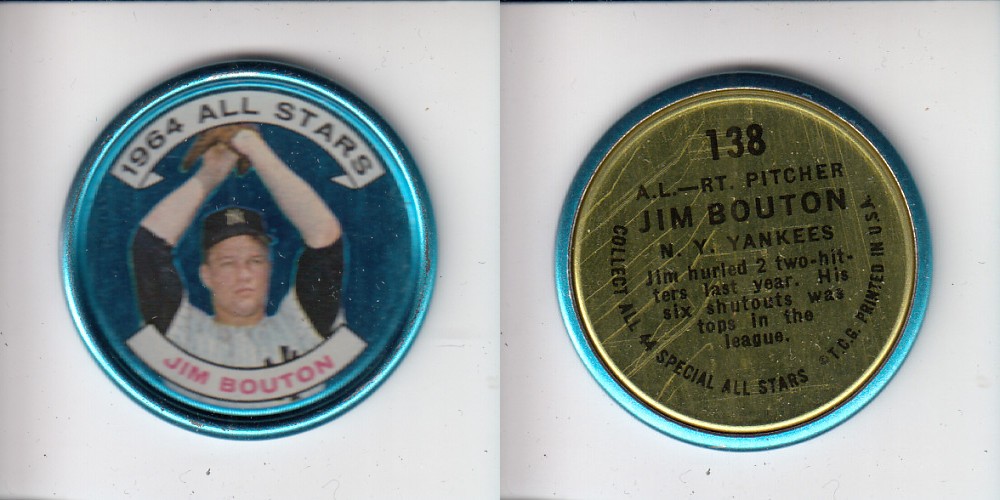 1964 ALL STARS
JIM BOUTON
138
A.L.—RT. PITCHER
JIM BOUTON
N. Y. YANKEES
Jim hurled 2 two-hit-
ters last year. His
six shutouts was
tops in the
league.
COLLECT ALL 44 SPECIAL ALL STARS
©T.C.G. PRINTED IN U.S.A.